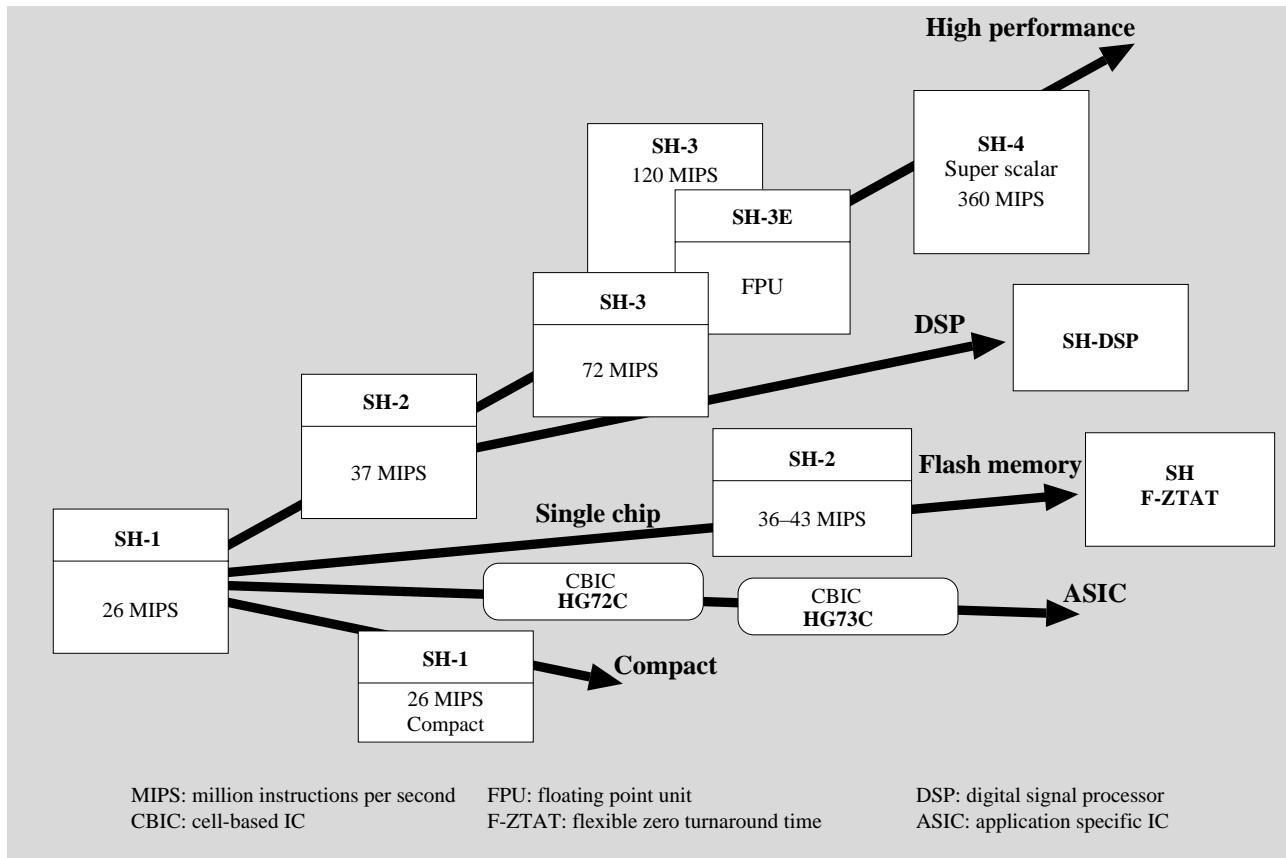 High performance
SH-3
120 MIPS
SH-4
Super scalar
360 MIPS
SH-3E
FPU
SH-3
72 MIPS
DSP
SH-DSP
SH-2
37 MIPS
SH-2
36–43 MIPS
Flash memory
SH
F-ZTAT
Single chip
SH-1
26 MIPS
CBIC
HG72C
CBIC
HG73C
ASIC
SH-1
26 MIPS
Compact
Compact
MIPS: million instructions per second
FPU: floating point unit
DSP: digital signal processor
CBIC: cell-based IC
F-ZTAT: flexible zero turnaround time
ASIC: application specific IC